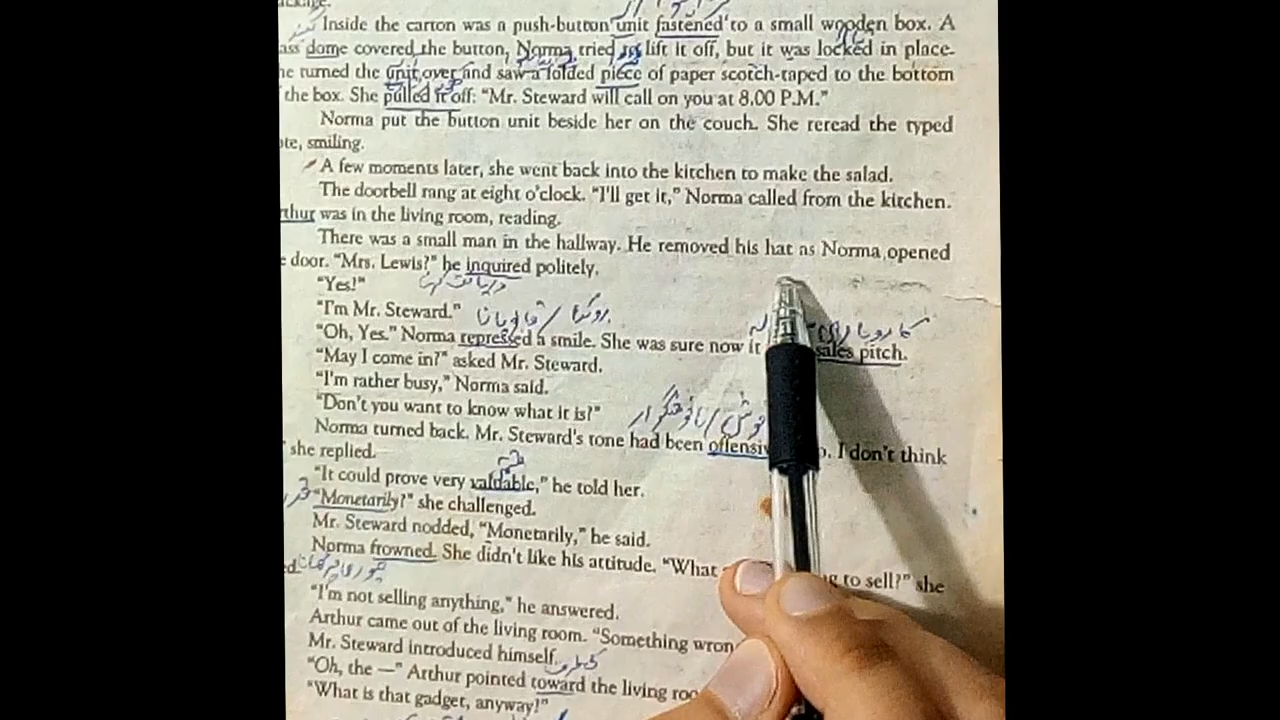 Inside the carton was a push-button unit fastened to a small wooden box. A
ass dome covered the button, Norma tried lift it off, but it was locked in place.
he turned the unit over and saw a folded piece of paper scotch-taped to the bottom
the box. She pulled it off: “Mr. Steward will call on you at 8.00 P.M.”
Norma put the button unit beside her on the couch. She reread the typed
ote, smiling.
A few moments later, she went back into the kitchen to make the salad.
The doorbell rang at eight o'clock. “I'll get it,” Norma called from the kitchen.
rthur was in the living room, reading.
There was a small man in the hallway. He removed his hat as Norma opened
e door. “Mrs. Lewis?” he inquired politely.
“Yes!” دریافت کرنا
“I'm Mr. Steward.”
“Oh, Yes.” Norma repressed a smile. She was sure now it sales pitch.
“May I come in?” asked Mr. Steward.
“I'm rather busy,” Norma said.
“Don't you want to know what it is?”
Norma turned back. Mr. Steward's tone had been offensiv o. I don't think
she replied.
“It could prove very valuable,” he told her.
“Monetarily?” she challenged.
Mr. Steward nodded, “Monetarily,” he said.
Norma frowned. She didn't like his attitude. “What to sell?” she
ed.
“I'm not selling anything,” he answered.
Arthur came out of the living room. “Something wron
Mr. Steward introduced himself.
“Oh, the —” Arthur pointed toward the living roo
“What is that gadget, anyway!”